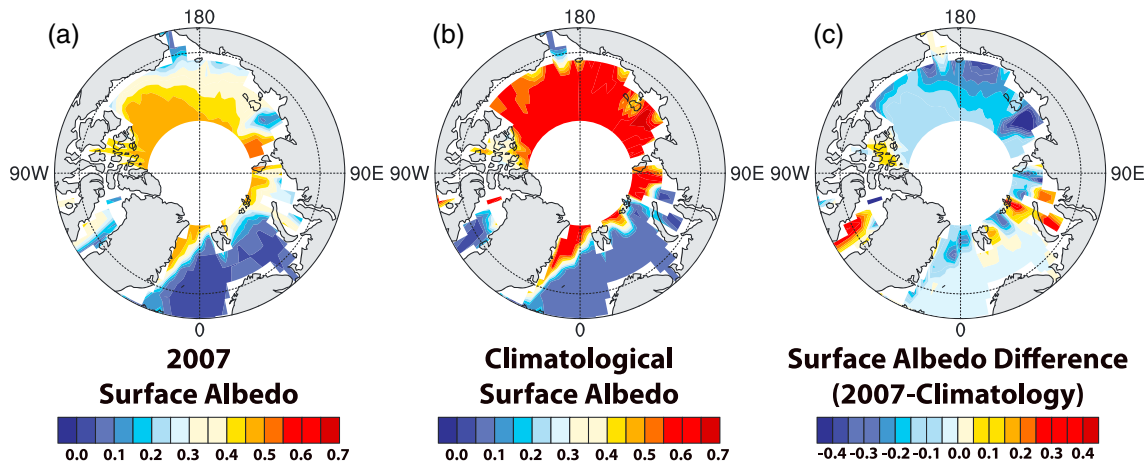 (a) 180
90W 90E
0
2007
Surface Albedo
0.0 0.1 0.2 0.3 0.4 0.5 0.6 0.7
(b) 180
90W 90E
0
Climatological
Surface Albedo
0.0 0.1 0.2 0.3 0.4 0.5 0.6 0.7
(c) 180
90W 90E
0
Surface Albedo Difference
(2007-Climatology)
-0.4 -0.3 -0.2 -0.1 0.0 0.1 0.2 0.3 0.4